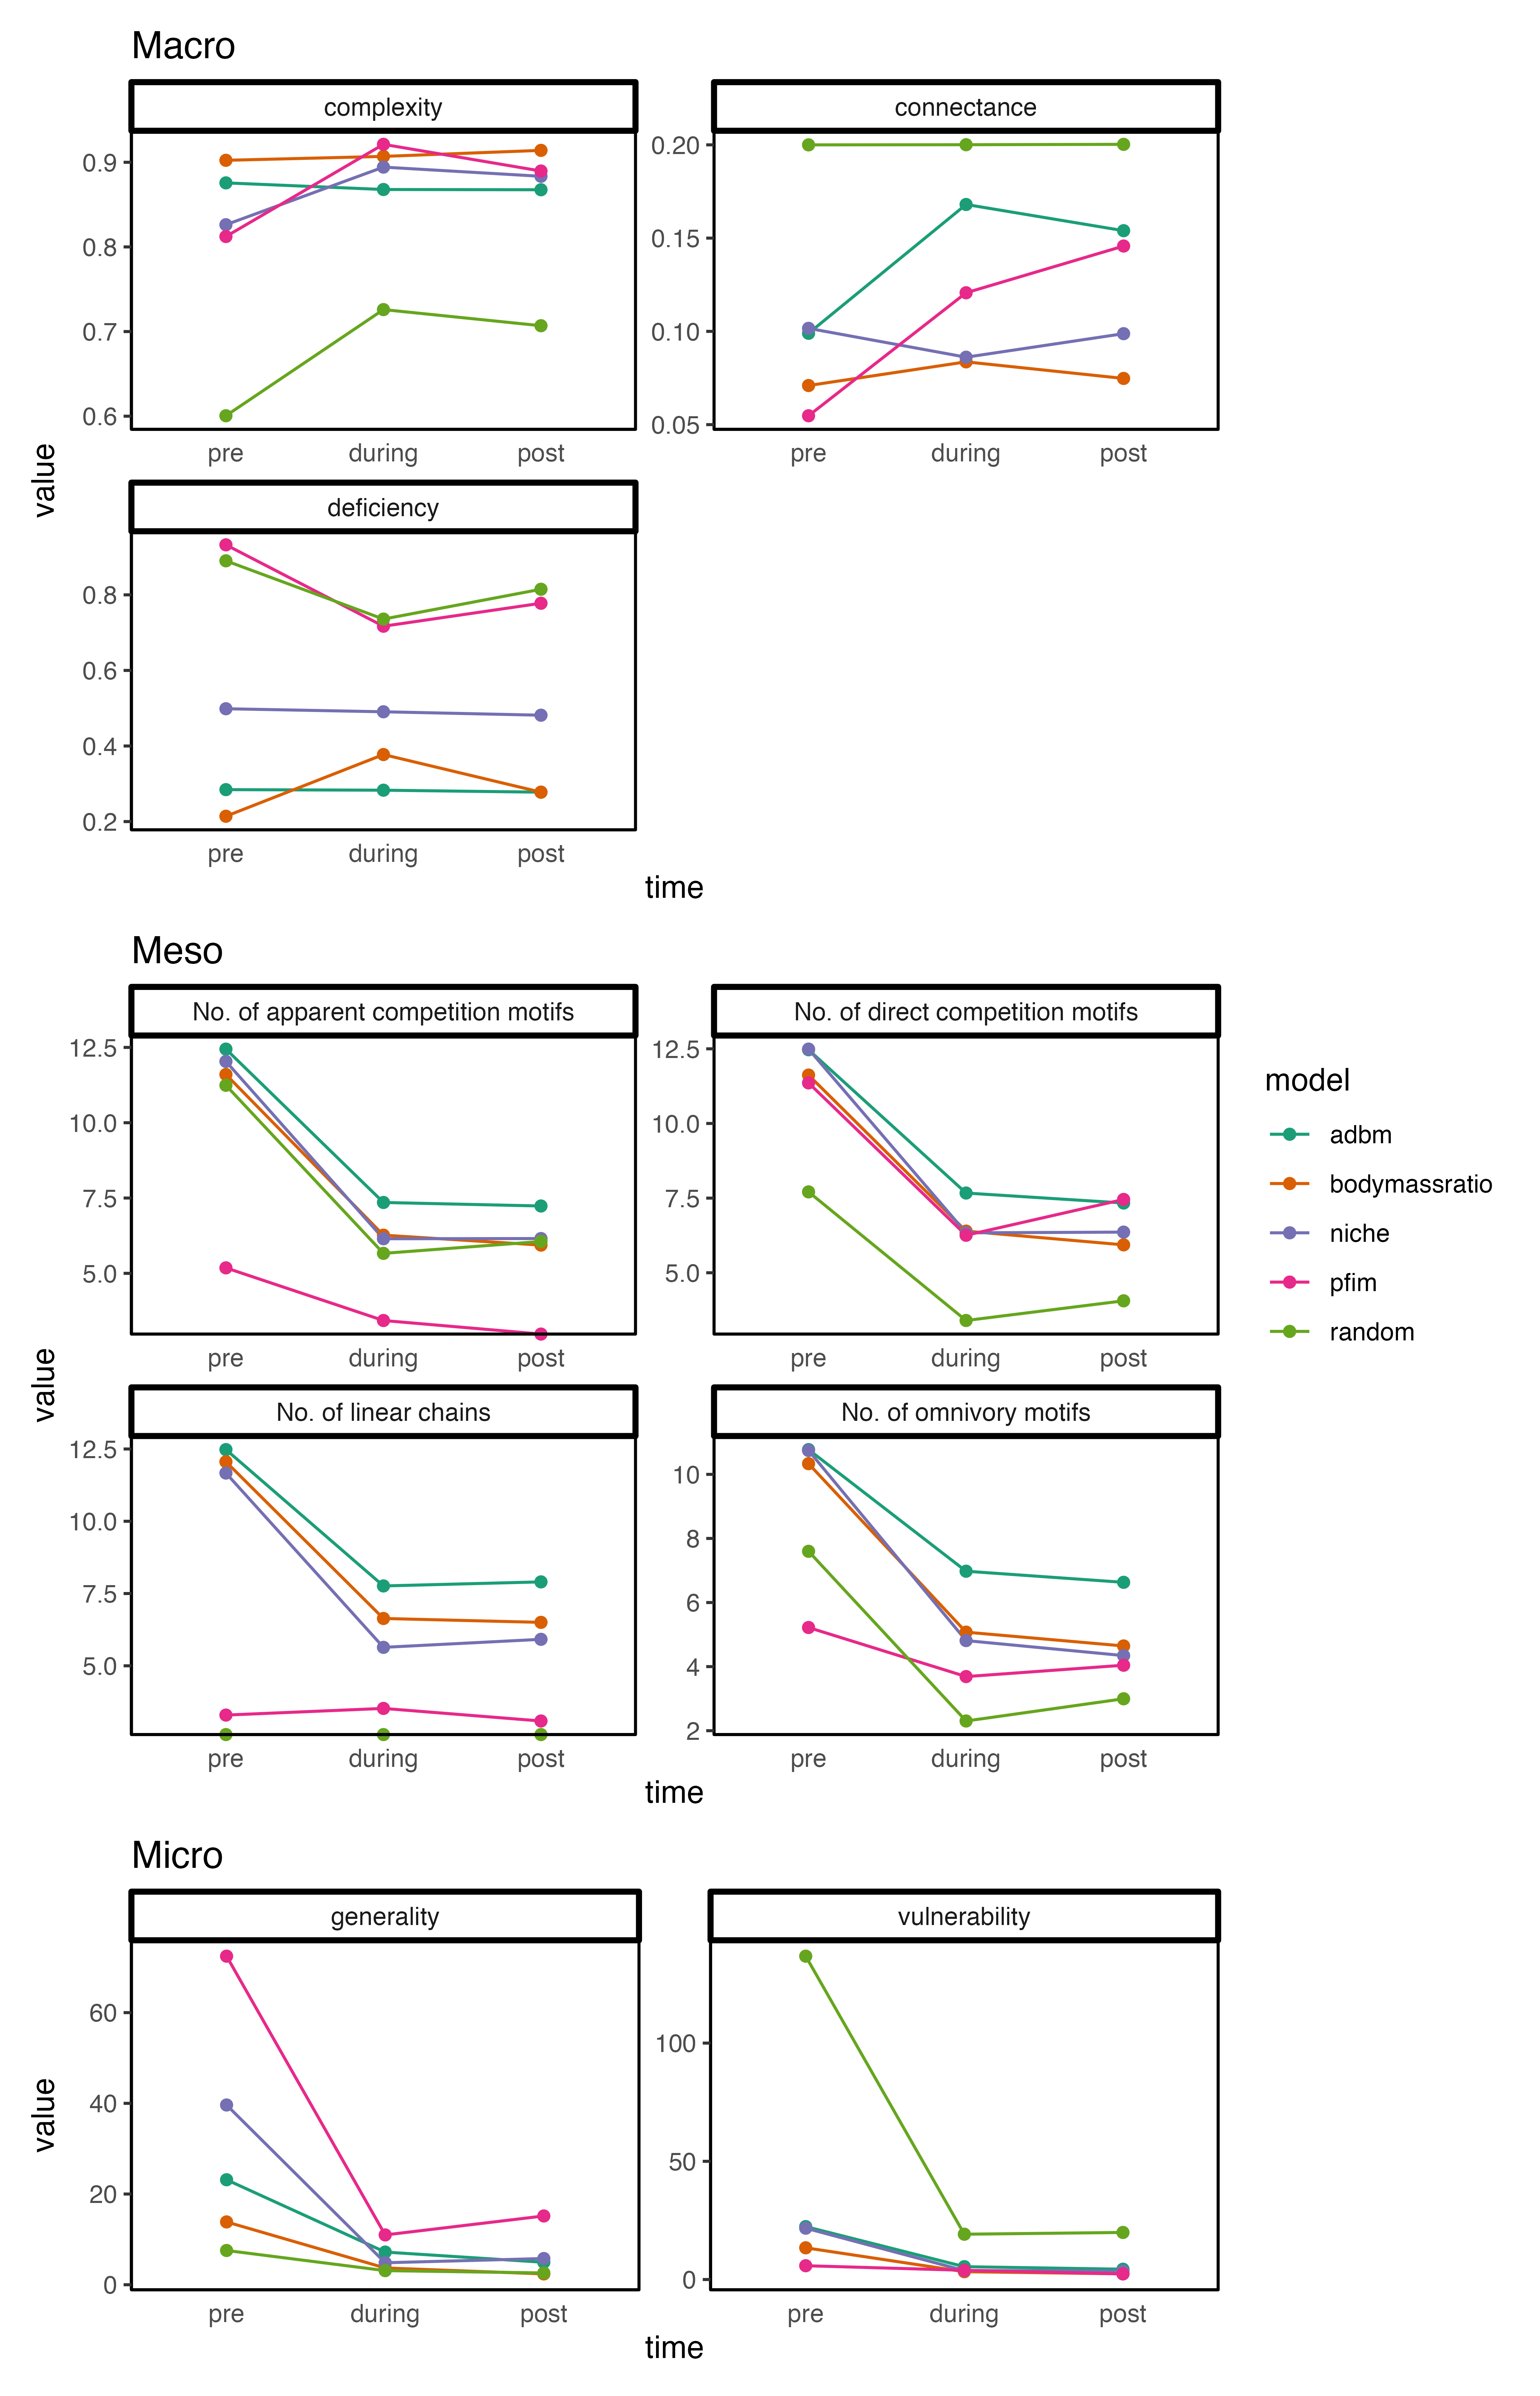 Macro
complexity
connectance
0.9
0.8
0.7
0.6
0.20
0.15
0.10
0.05
pre during post
pre during post
deficiency
0.8
0.6
0.4
0.2
pre during post
value
time
Meso
No. of apparent competition motifs
No. of direct competition motifs
12.5
10.0
7.5
5.0
12.5
10.0
7.5
5.0
pre during post
pre during post
No. of linear chains
No. of omnivory motifs
12.5
10.0
7.5
5.0
10
8
6
4
2
pre during post
pre during post
value
time
model
adbm
bodymassratio
niche
pfim
random
Micro
generality
vulnerability
60
40
20
0
100
50
0
pre during post
pre during post
value
time